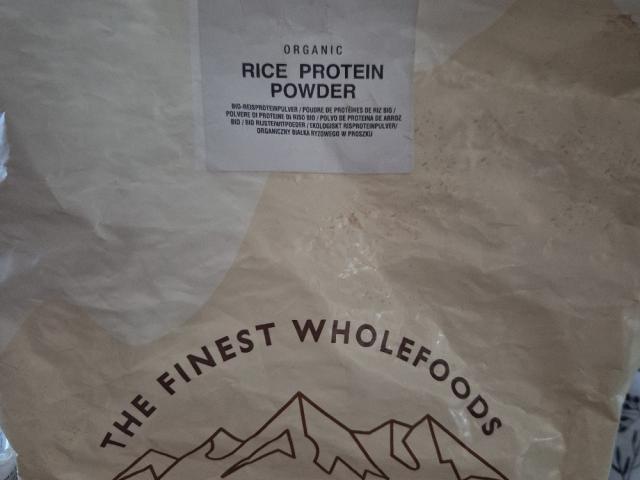 ORGANIC
RICE PROTEIN
POWDER
BIO-REISPROTEINPULVER / POUDRE DE PROTÉINES DE RIZ BIO /
POLVERE DI PROTEINE DI RISO BIO / POLVO DE PROTEINA DE ARROZ
BIO / BIO RIJSTEIWITPOEDER / EKOLOGISKT RISPROTEINPULVER/
ORGANICZNY BIAŁKA RYŻOWEGO W PROSZKU
THE FINEST WHOLEFOODS